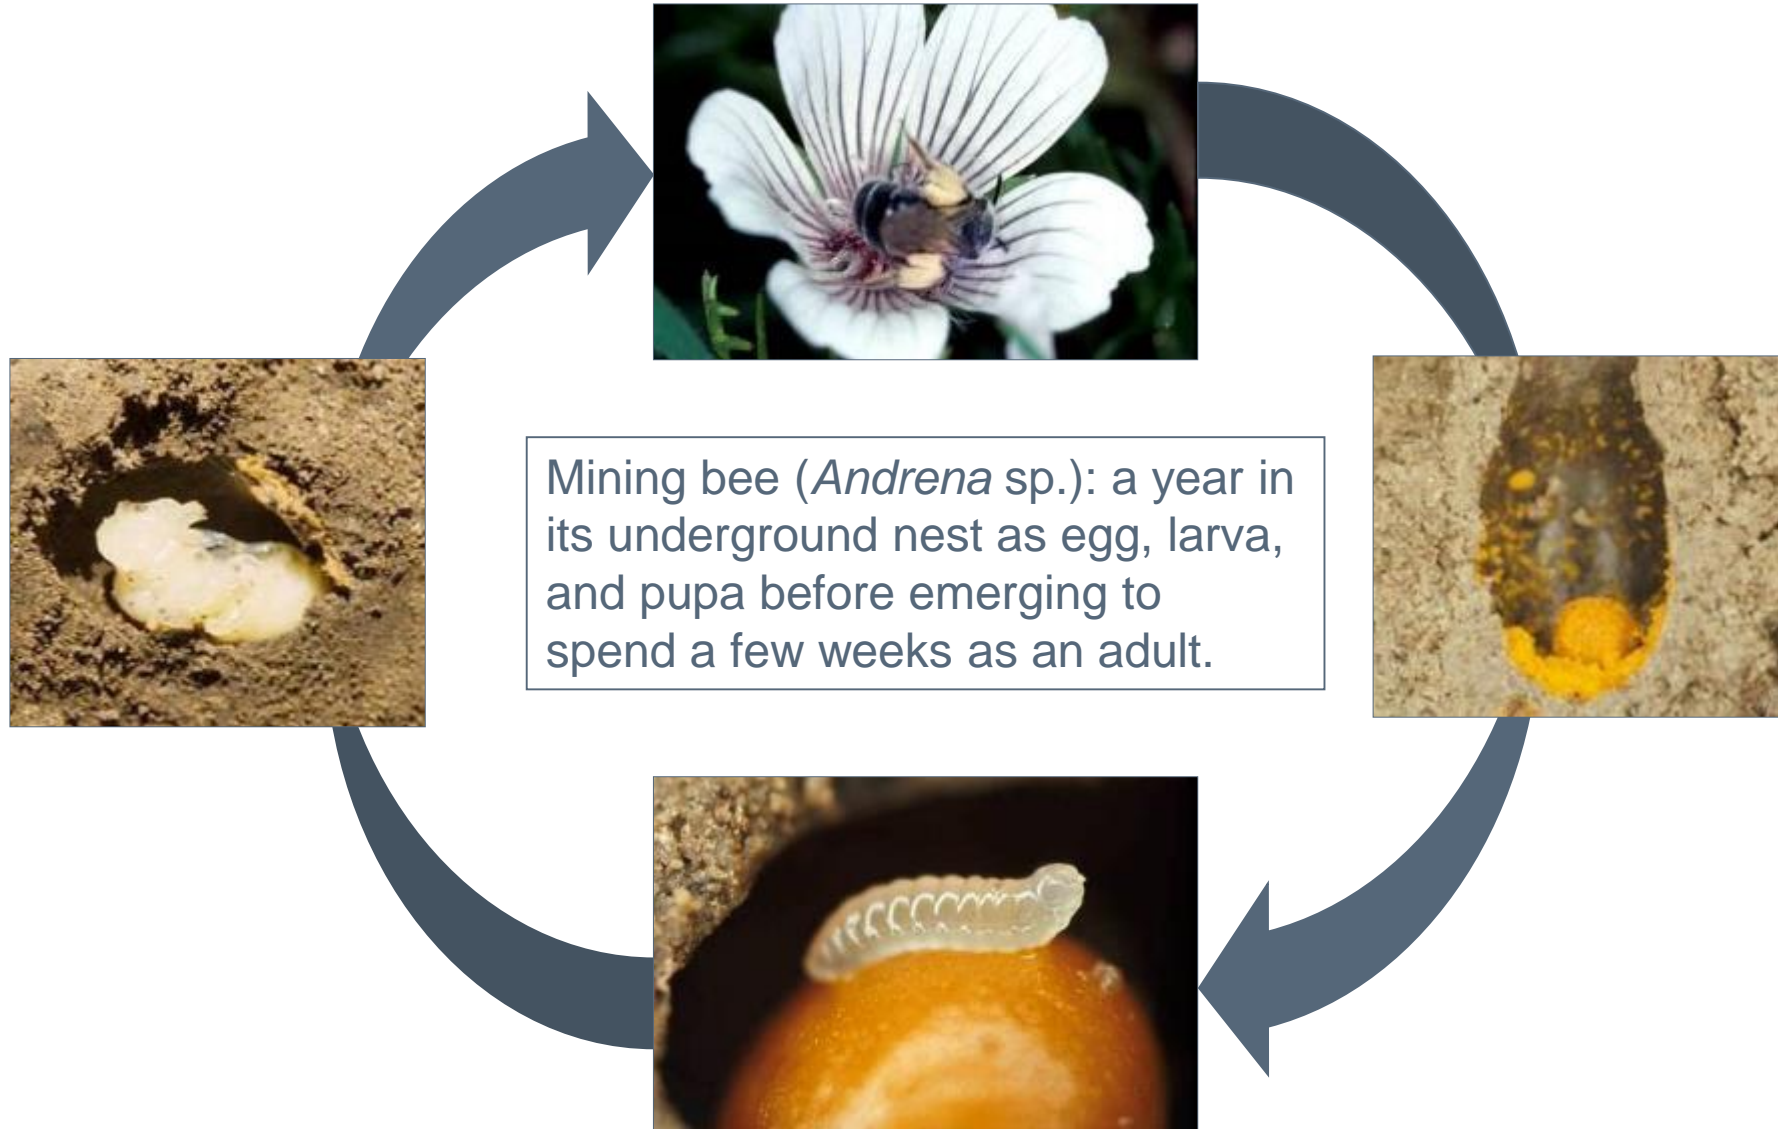 Mining bee (Andrena sp.): a year in
its underground nest as egg, larva,
and pupa before emerging to
spend a few weeks as an adult.